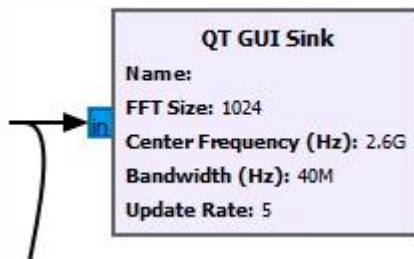 QT GUI Sink
Name:
FFT Size: 1024
in
Center Frequency (Hz): 2.6G
Bandwidth (Hz): 40M
Update Rate: 5